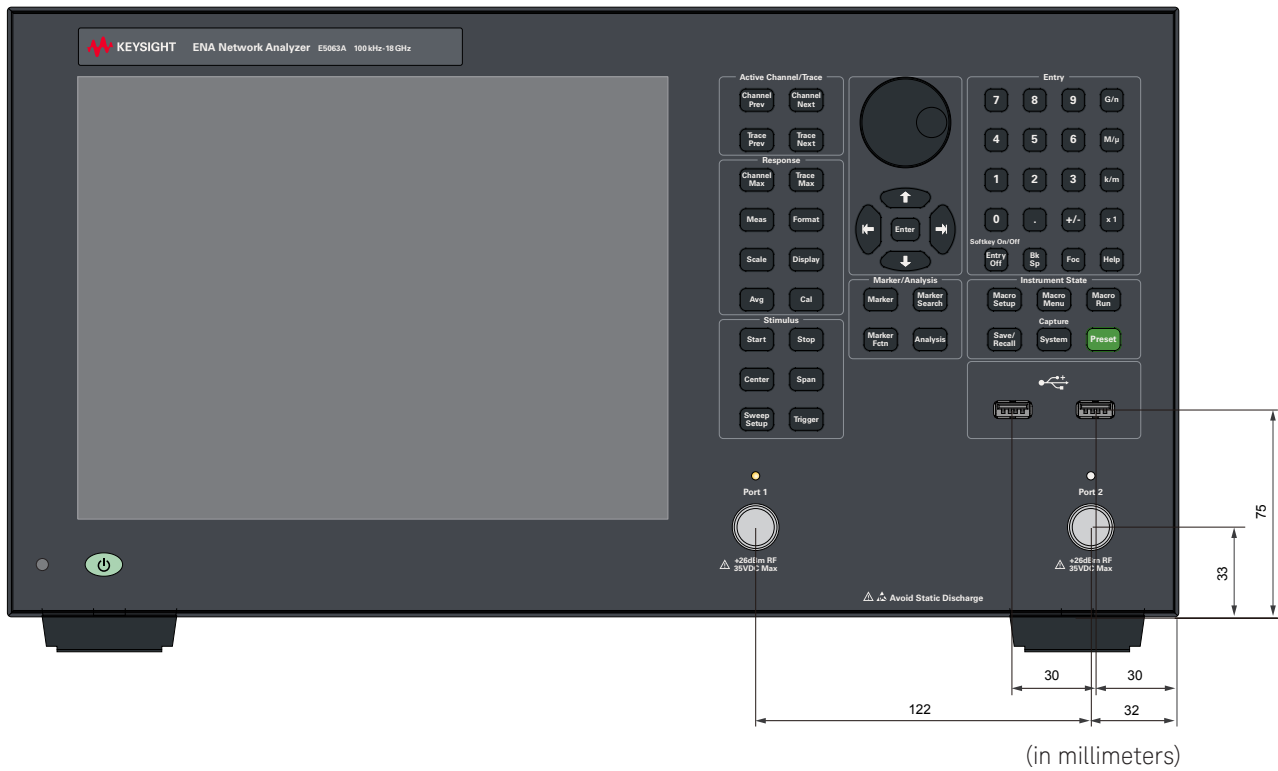 KEYSIGHT ENA Network Analyzer E5063A 100 kHz-18 GHz
Active Channel/Trace
Channel Prev
Channel Next
Trace Prev
Trace Next
Response
Channel Max
Trace Max
Meas
Format
Scale
Display
Avg
Cal
Stimulus
Start
Stop
Center
Span
Sweep Setup
Trigger
Enter
Marker/Analysis
Marker
Marker Search
Marker Fctn
Analysis
Entry
7 8 9 G/n
4 5 6 M/µ
1 2 3 k/m
0 . +/- x 1
Softkey On/Off
Entry Off
Bk Sp
Foc
Help
Instrument State
Macro Setup
Macro Menu
Macro Run
Capture
Save/ Recall
System
Preset
Port 1
+26dBm RF
35VDC Max
Port 2
+26dBm RF
35VDC Max
Avoid Static Discharge
75
33
30
30
122
32
(in millimeters)